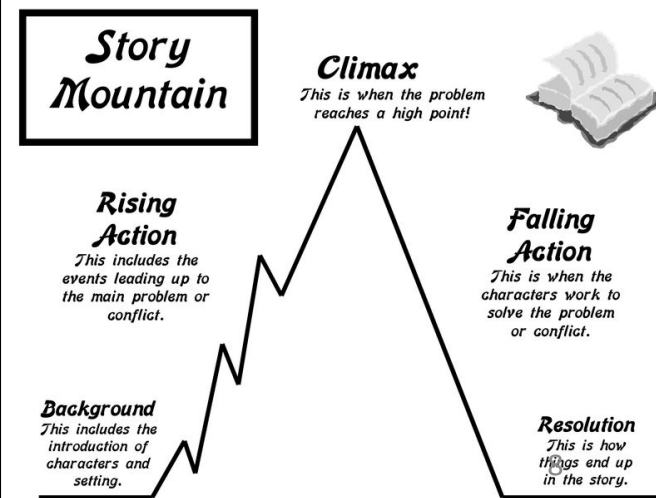 Story
Mountain
Climax
This is when the problem
reaches a high point!
Rising
Action
This includes the
events leading up to
the main problem or
conflict.
Falling
Action
This is when the
characters work to
solve the problem
or conflict.
Background
This includes the
introduction of
characters and
setting.
Resolution
This is how
things end up
in the story.
8